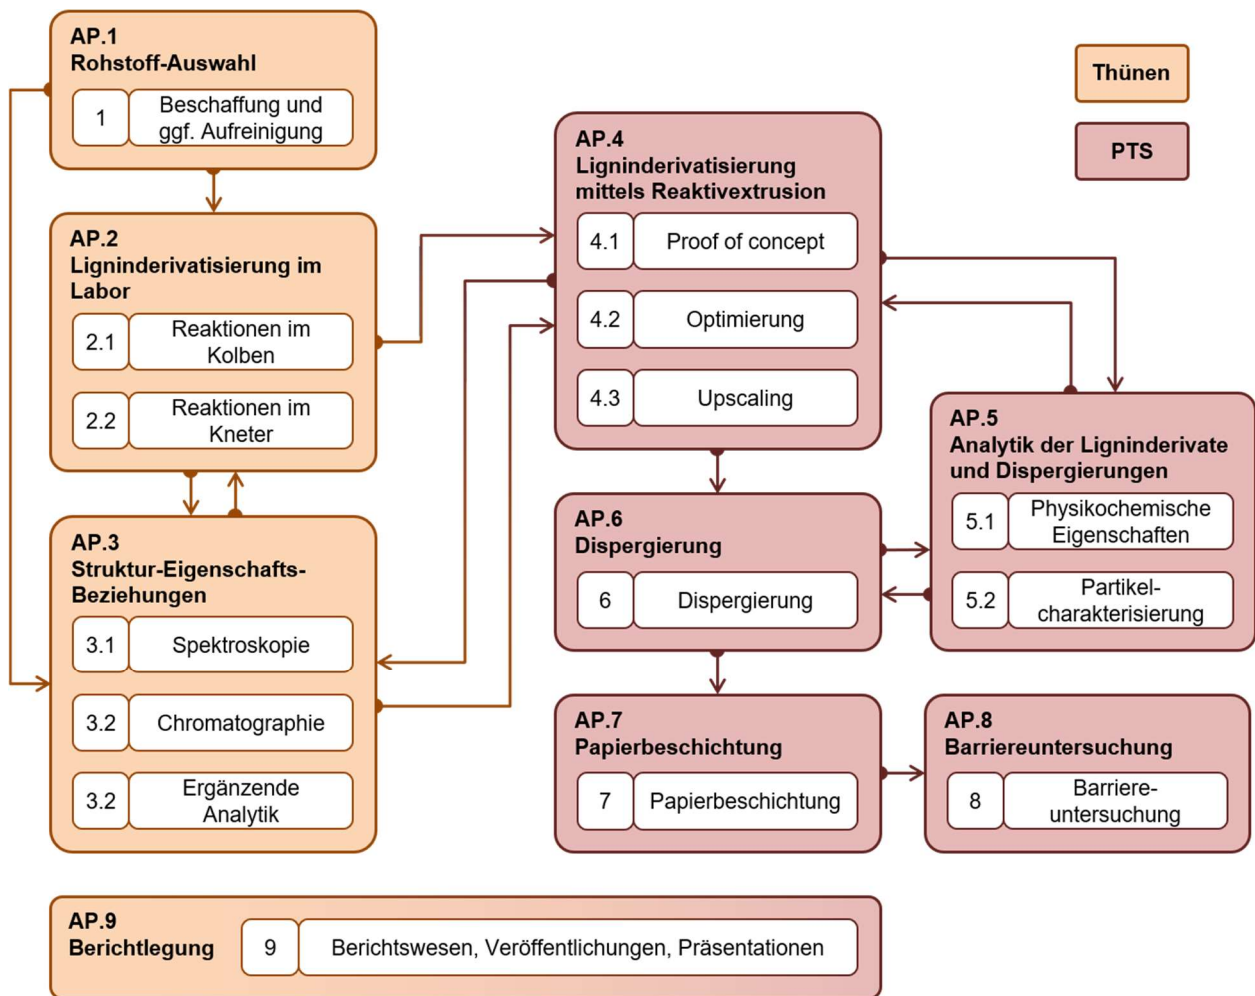 AP.1
Rohstoff-Auswahl
1
Beschaffung und
ggf. Aufreinigung
AP.2
Ligninderivatisierung im
Labor
2.1
Reaktionen im
Kolben
2.2
Reaktionen im
Kneter
AP.3
Struktur-Eigenschafts-
Beziehungen
3.1
Spektroskopie
3.2
Chromatographie
3.2
Ergänzende
Analytik
AP.4
Ligninderivatisierung
mittels Reaktivextrusion
4.1
Proof of concept
4.2
Optimierung
4.3
Upscaling
Thünen
PTS
AP.5
Analytik der Ligninderivate
und Dispergierungen
5.1
Physikochemische
Eigenschaften
5.2
Partikel-
charakterisierung
AP.6
Dispergierung
6
Dispergierung
AP.7
Papierbeschichtung
7
Papierbeschichtung
AP.8
Barriereuntersuchung
8
Barriere-
untersuchung
AP.9
Berichtlegung
9
Berichtswesen, Veröffentlichungen, Präsentationen